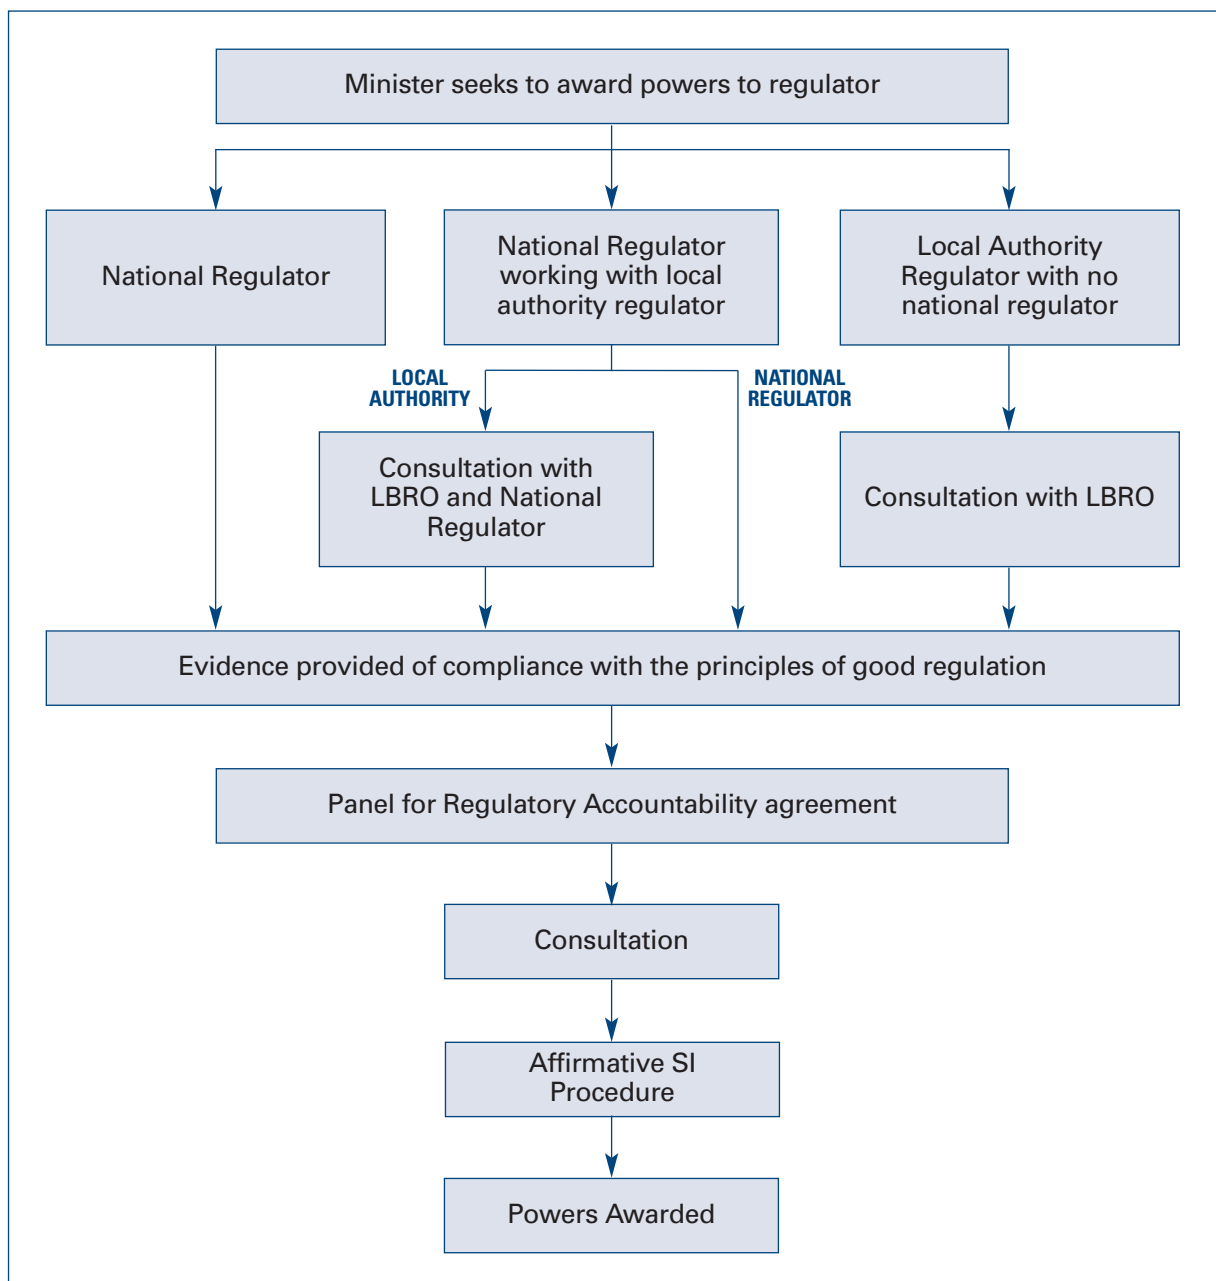 Minister seeks to award powers to regulator
National Regulator
National Regulator
working with local
authority regulator
Local Authority
Regulator with no
national regulator
LOCAL
AUTHORITY
NATIONAL
REGULATOR
Consultation with
LBRO and National
Regulator
Consultation with LBRO
Evidence provided of compliance with the principles of good regulation
Panel for Regulatory Accountability agreement
Consultation
Affirmative SI
Procedure
Powers Awarded